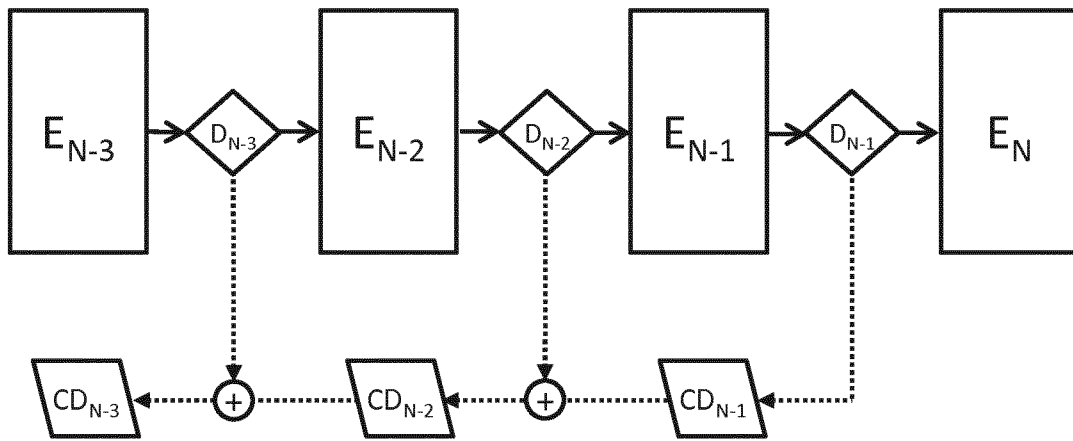 E_{N-3}
D_{N-3}
E_{N-2}
D_{N-2}
E_{N-1}
D_{N-1}
E_N
CD_{N-3}
+
CD_{N-2}
+
CD_{N-1}